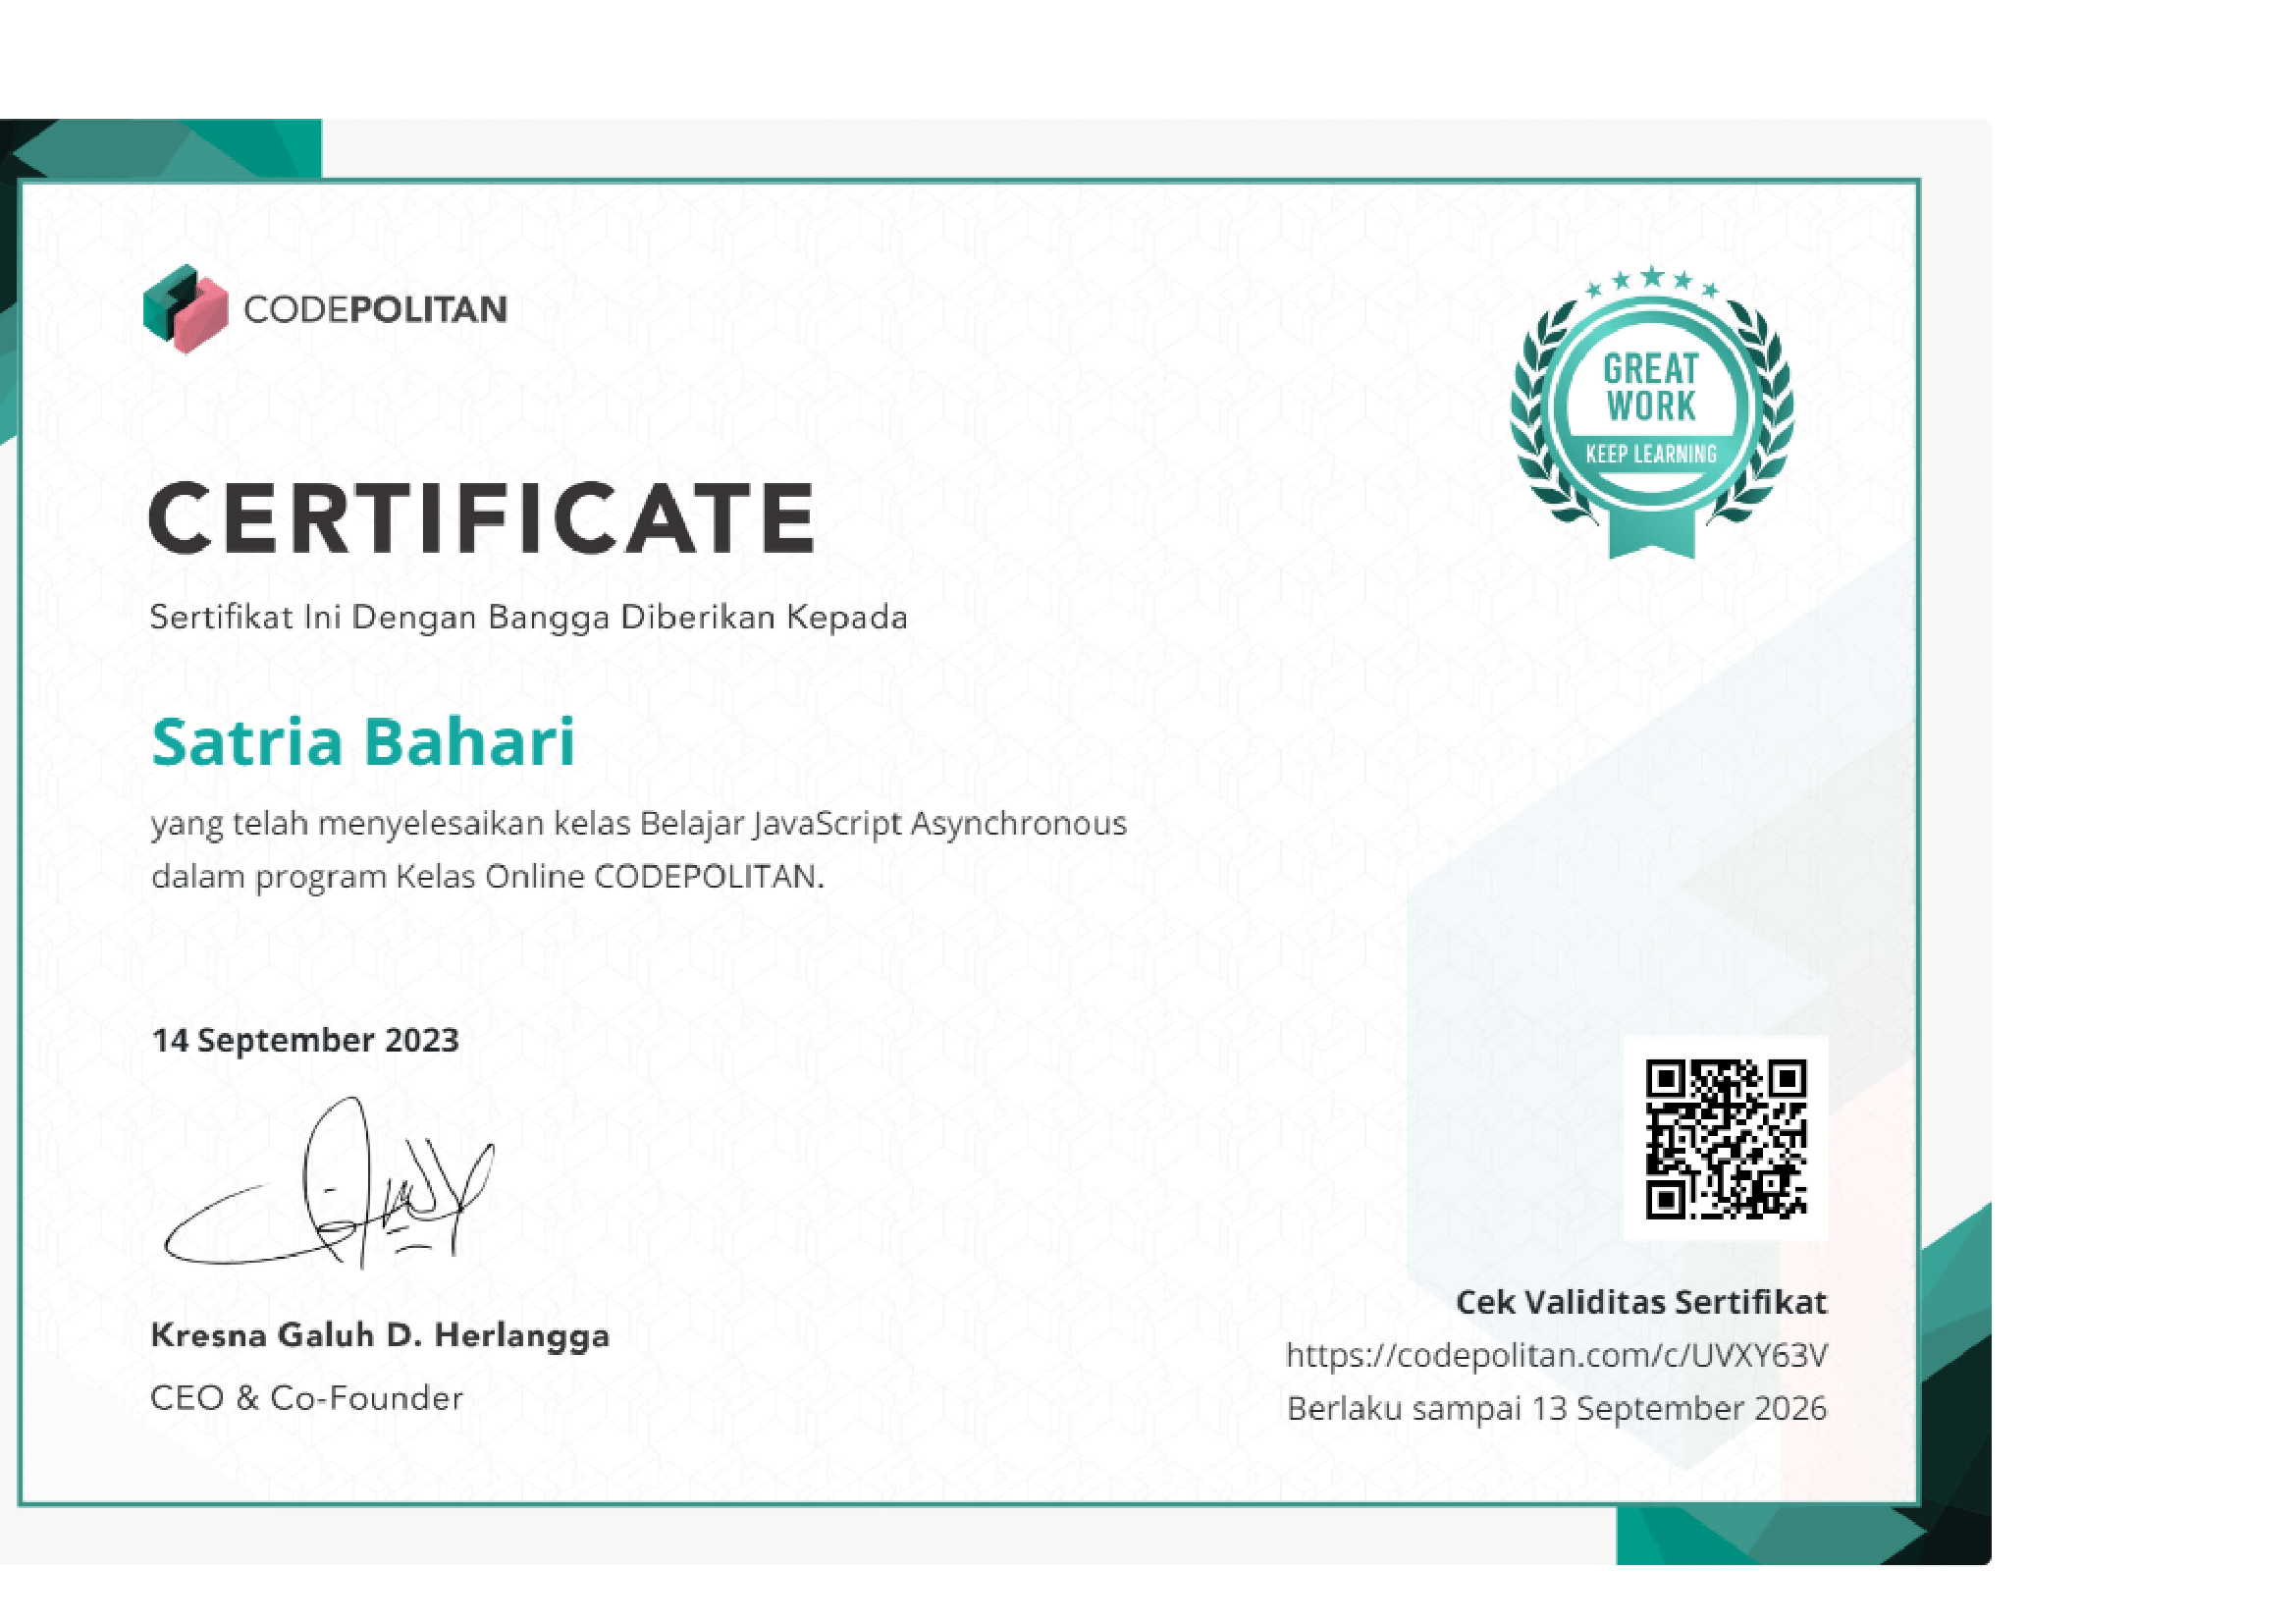 CODEPOLITAN
GREAT
WORK
KEEP LEARNING
CERTIFICATE
Sertifikat Ini Dengan Bangga Diberikan Kepada
Satria Bahari
yang telah menyelesaikan kelas Belajar JavaScript Asynchronous
dalam program Kelas Online CODEPOLITAN.
14 September 2023
Kresna Galuh D. Herlangga
CEO & Co-Founder
Cek Validitas Sertifikat
https://codepolitan.com/c/UVXY63V
Berlaku sampai 13 September 2026